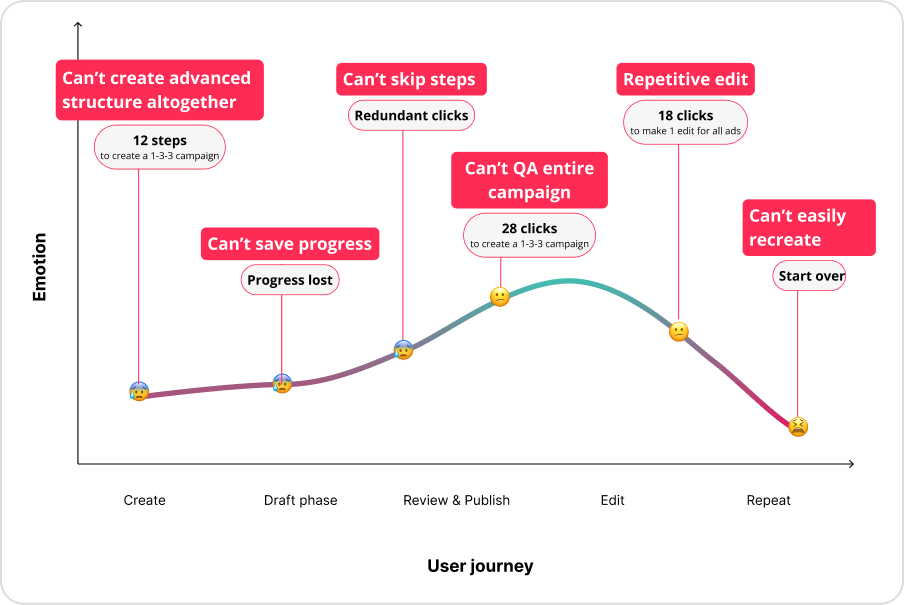 Can’t create advanced
structure altogether
12 steps
to create a 1-3-3 campaign
Can’t save progress
Progress lost
Can’t skip steps
Redundant clicks
Can’t QA entire
campaign
28 clicks
to create a 1-3-3 campaign
Repetitive edit
18 clicks
to make 1 edit for all ads
Can’t easily
recreate
Start over
Emotion
Create
Draft phase
Review & Publish
Edit
Repeat
User journey